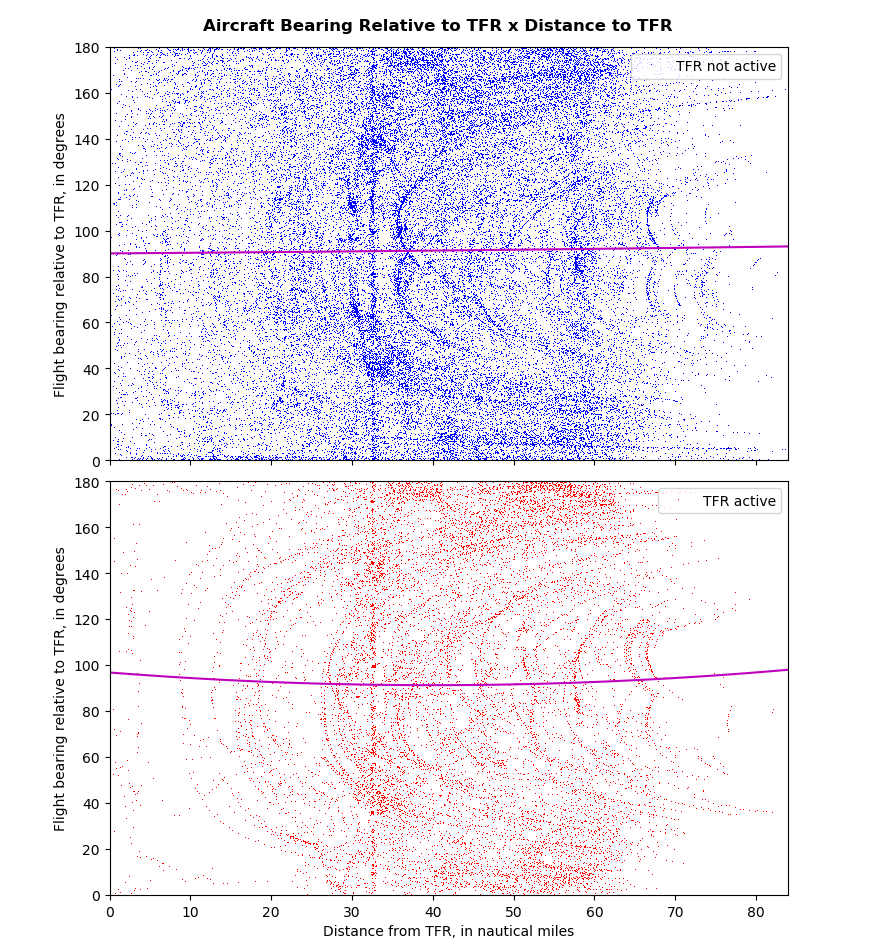 Aircraft Bearing Relative to TFR x Distance to TFR
180
160
140
120
100
80
60
40
20
0
Flight bearing relative to TFR, in degrees
TFR not active
180
160
140
120
100
80
60
40
20
0
Flight bearing relative to TFR, in degrees
TFR active
0 10 20 30 40 50 60 70 80
Distance from TFR, in nautical miles